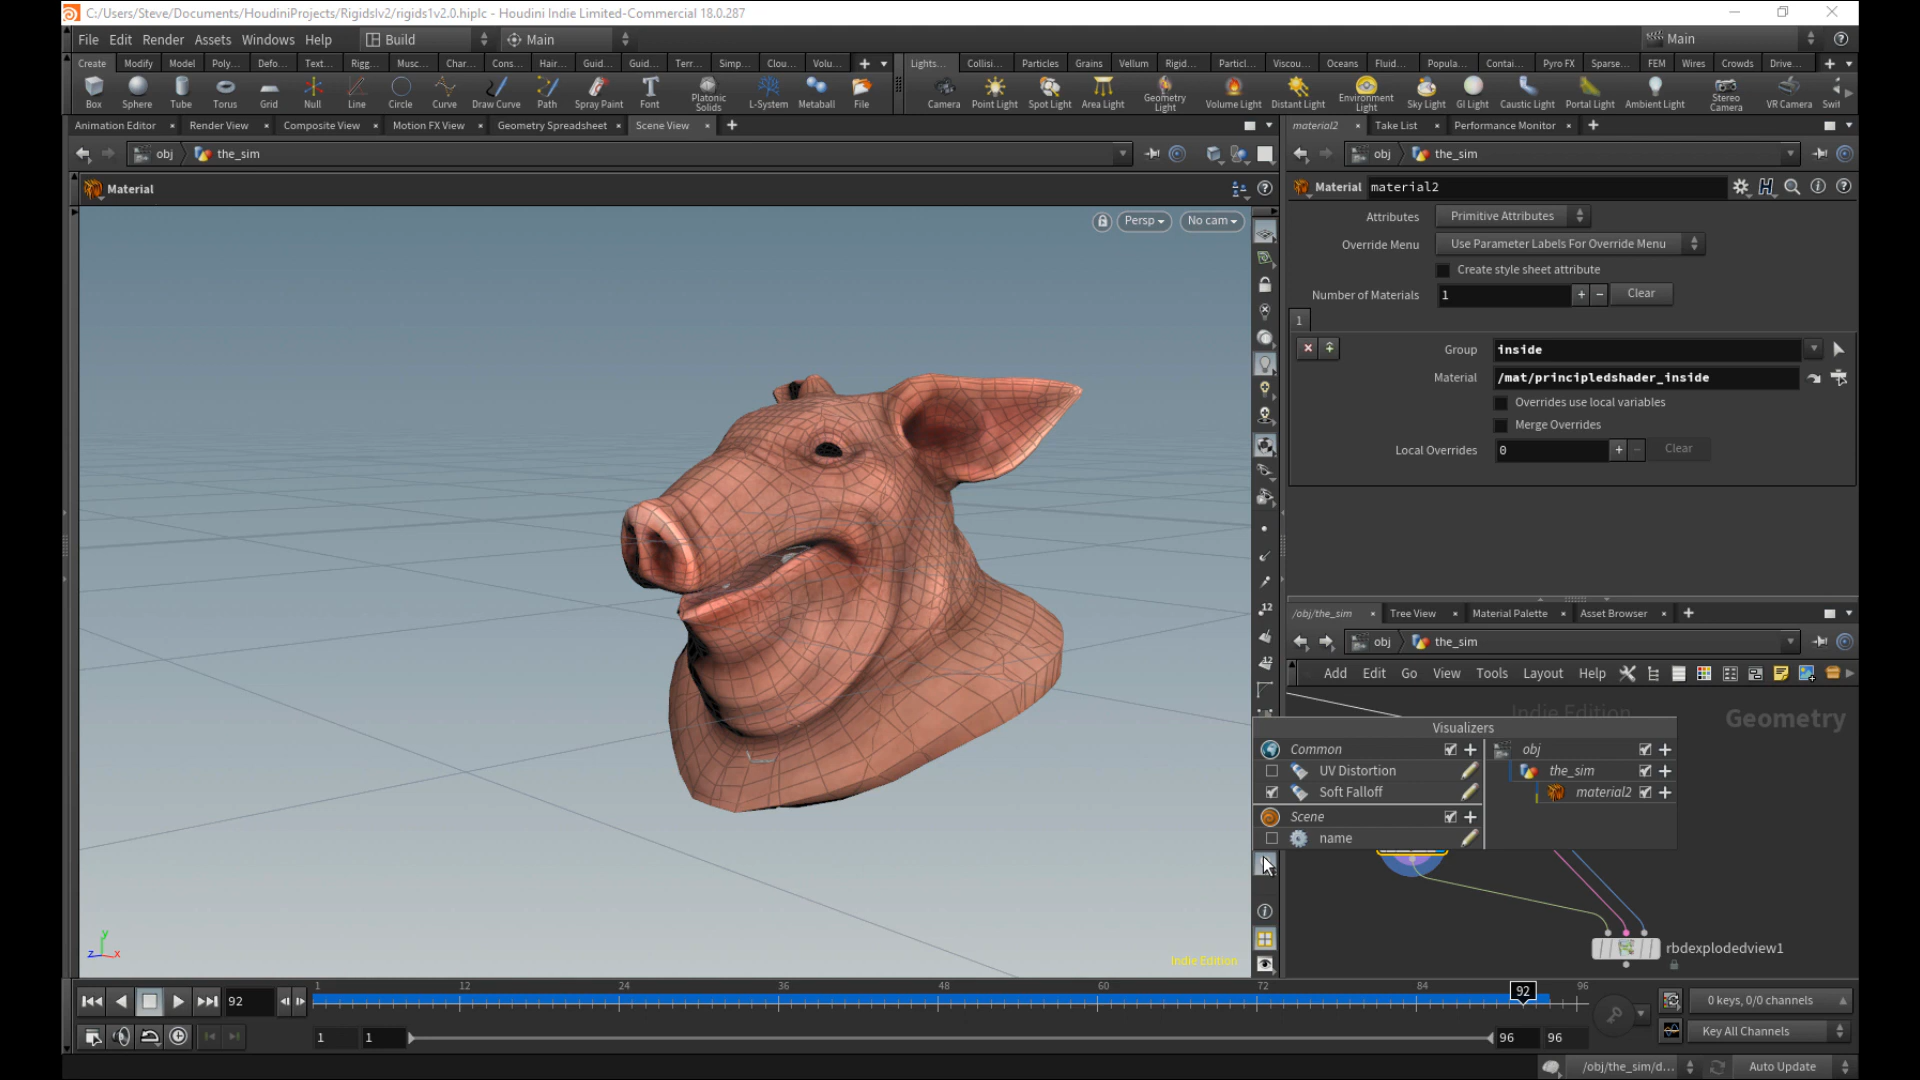 C:/Users/Steve/Documents/HoudiniProjects/Rigidslv2/rigids1v2.0.hiplc - Houdini Indie Limited-Commercial 18.0.287
File Edit Render Assets Windows Help Build Main Main
Create Modify Model Poly... Defo... Text... Rigg... Musc... Char... Cons... Hair... Guid... Guid... Terr... Simp... Clou... Volu... Lights... Collisi... Particles Grains Vellum Rigid... Particl... Viscou... Oceans Fluid... Popula... Contai... Pyro FX Sparse... FEM Wires Crowds Drive...
Box Sphere Tube Torus Grid Null Line Circle Curve Draw Curve Path Spray Paint Font Platonic Solids L-System Metaball File Camera Point Light Spot Light Area Light Geometry Light Volume Light Distant Light Environment Light Sky Light GI Light Caustic Light Portal Light Ambient Light Stereo Camera VR Camera Swit
Animation Editor Render View Composite View Motion FX View Geometry Spreadsheet Scene View material2 Take List Performance Monitor
obj the_sim obj the_sim
Material
Material material2
Persp No cam
Attributes Primitive Attributes
Override Menu Use Parameter Labels For Override Menu
Create style sheet attribute
Number of Materials 1 + - Clear
1
Group inside
Material /mat/principledshader_inside
Overrides use local variables
Merge Overrides
Local Overrides 0 + - Clear
/obj/the_sim Tree View Material Palette Asset Browser
obj the_sim
Add Edit Go View Tools Layout Help
12
12
Indie Edition Geometry
Visualizers
Common obj
UV Distortion the_sim
Soft Falloff material2
Scene
name
rbdexplodedview1
Indie Edition
y
z x
92 1 12 24 36 48 60 72 84 92 96 0 keys, 0/0 channels
1 1 96 96 Key All Channels
/obj/the_sim/d... Auto Update